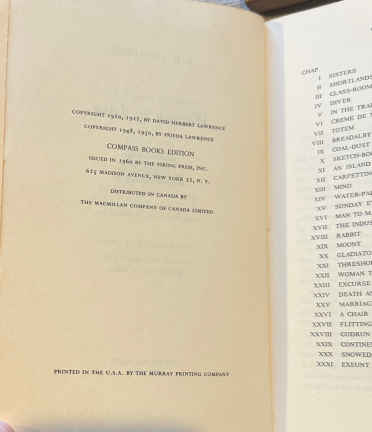 COPYRIGHT 1920, 1922, BY DAVID HERBERT LAWRENCE
COPYRIGHT 1948, 1950, BY FRIEDA LAWRENCE
COMPASS BOOKS EDITION
ISSUED IN 1960 BY THE VIKING PRESS, INC.
625 MADISON AVENUE, NEW YORK 22, N. Y.
DISTRIBUTED IN CANADA BY
THE MACMILLAN COMPANY OF CANADA LIMITED
PRINTED IN THE U.S.A. BY THE MURRAY PRINTING COMPANY
CHAP.
I SISTERS
II SHORTLANDS
III CLASS-ROOM
IV DIVER
V IN THE TRA
VI CREME DE
VII TOTEM
VIII BREADALBY
IX COAL-DUST
X SKETCH-BOO
XI AN ISLAND
XII CARPETTING
XIII MINO
XIV WATER-PA
XV SUNDAY E
XVI MAN TO M
XVII THE INDUS
XVIII RABBIT
XIX MOONY
XX GLADIATO
XXI THRESHO
XXII WOMAN T
XXIII EXCURSE
XXIV DEATH A
XXV MARRIAG
XXVI A CHAIR
XXVII FLITTING
XXVIII GUDRUN
XXIX CONTINE
XXX SNOWED
XXXI EXEUNT